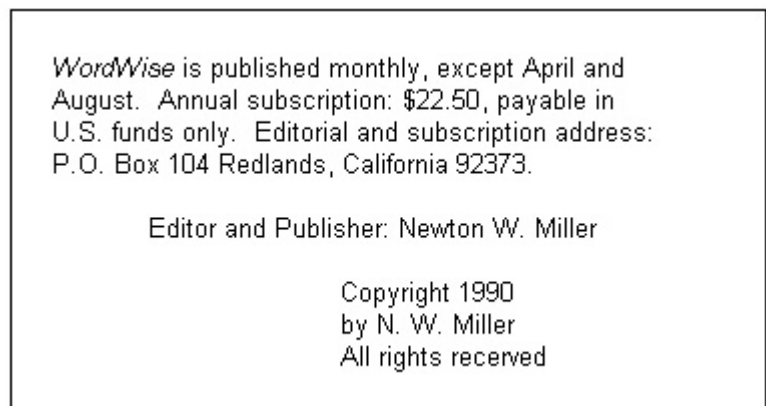 WordWise is published monthly, except April and
August. Annual subscription: $22.50, payable in
U.S. funds only. Editorial and subscription address:
P.O. Box 104 Redlands, California 92373.
Editor and Publisher: Newton W. Miller
Copyright 1990
by N. W. Miller
All rights recerved